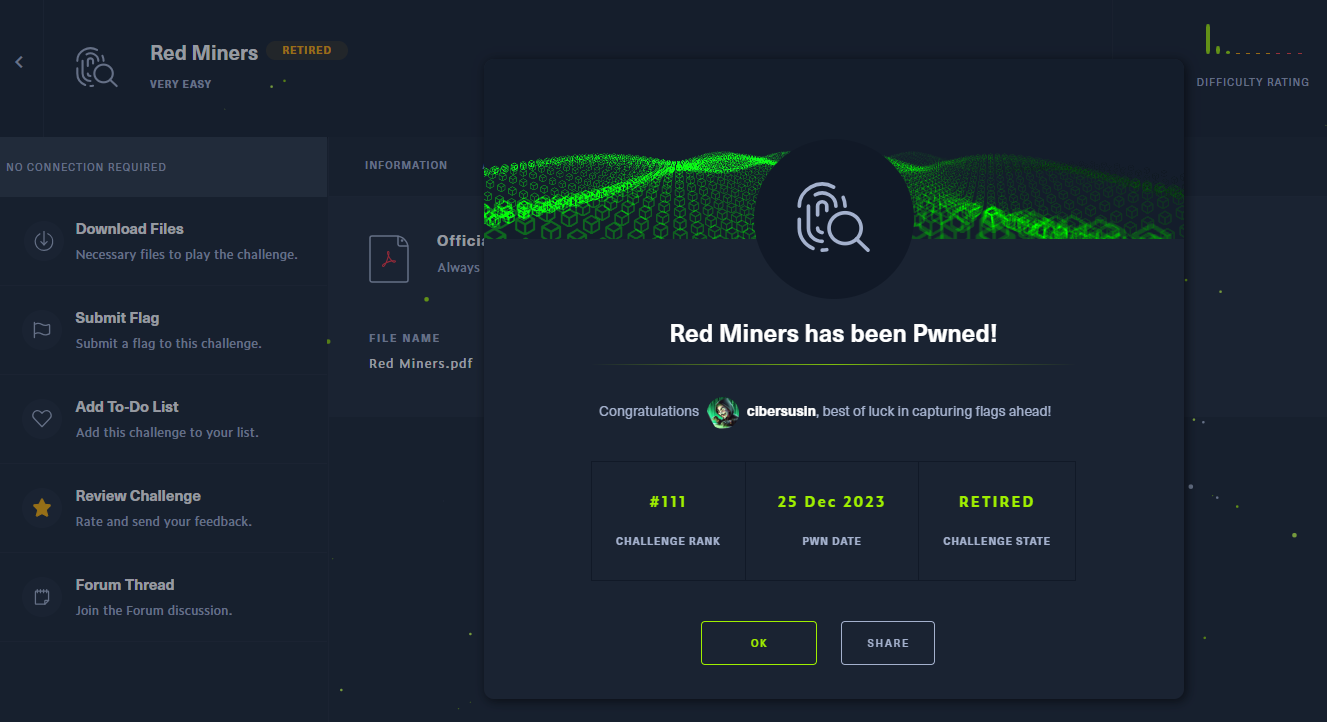 Red Miners
RETIRED
VERY EASY
DIFFICULTY RATING
NO CONNECTION REQUIRED
Download Files
Necessary files to play the challenge.
Submit Flag
Submit a flag to this challenge.
Add To-Do List
Add this challenge to your list.
Review Challenge
Rate and send your feedback.
Forum Thread
Join the Forum discussion.
INFORMATION
Officia
Always
FILE NAME
Red Miners.pdf
Red Miners has been Pwned!
Congratulations cibersusin, best of luck in capturing flags ahead!
#111
CHALLENGE RANK
25 Dec 2023
PWN DATE
RETIRED
CHALLENGE STATE
OK
SHARE